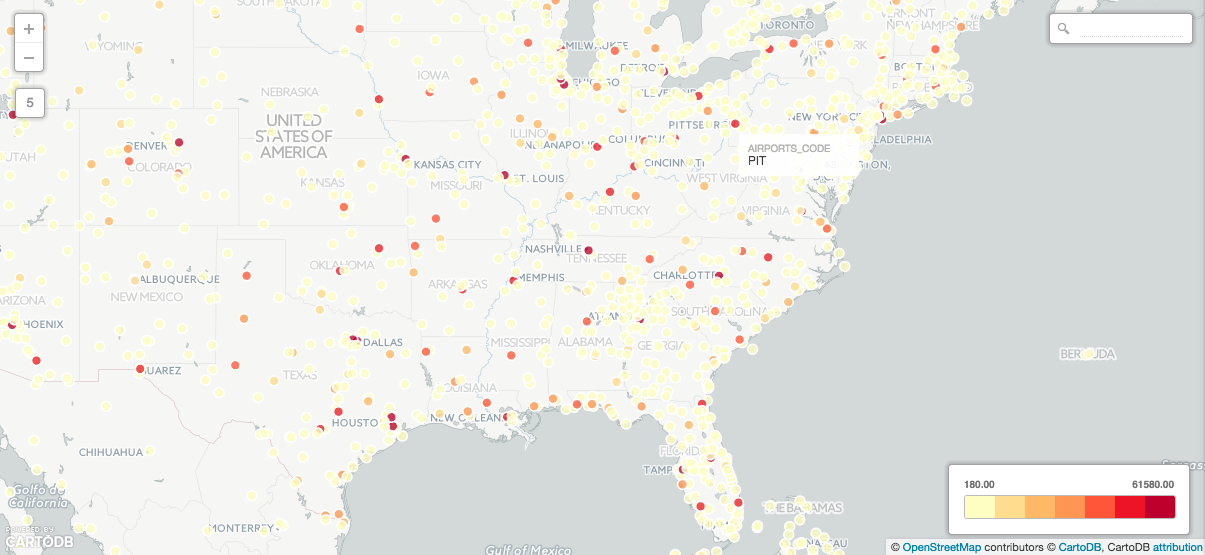 SOUTH DAKOTA
TORONTO
VERMONT
NEW HAMPSHIRE
+
−
5
WYOMING
MILWAUKEE
IOWA
DETROIT
CHICAGO
CLEVELAND
NEBRASKA
UNITED
STATES OF
AMERICA
NEW YORK
PITTSBURGH
ILLINOIS
INDIANAPOLIS
COLUMBUS
DENVER
UTAH
COLORADO
KANSAS CITY
MISSOURI
KANSAS
ST. LOUIS
CINCINNATI
AIRPORTS_CODE
PIT
WEST VIRGINIA
VIRGINIA
KENTUCKY
NASHVILLE
TENNESSEE
OKLAHOMA
MEMPHIS
CHARLOTTE
ALBUQUERQUE
NEW MEXICO
ARIZONA
ARKANSAS
SOUTH CAROLINA
PHOENIX
DALLAS
MISSISSIPPI
ALABAMA
GEORGIA
BERMUDA
JUAREZ
TEXAS
LOUISIANA
HOUSTON
NEW ORLEANS
CHIHUAHUA
FLORIDA
TAMPA
Golfo de
California
MONTERREY
THE BAHAMAS
NASSAU
Gulf of Mexico
POWERED BY
CARTODB
180.00 61580.00
© OpenStreetMap contributors © CartoDB, CartoDB attribution